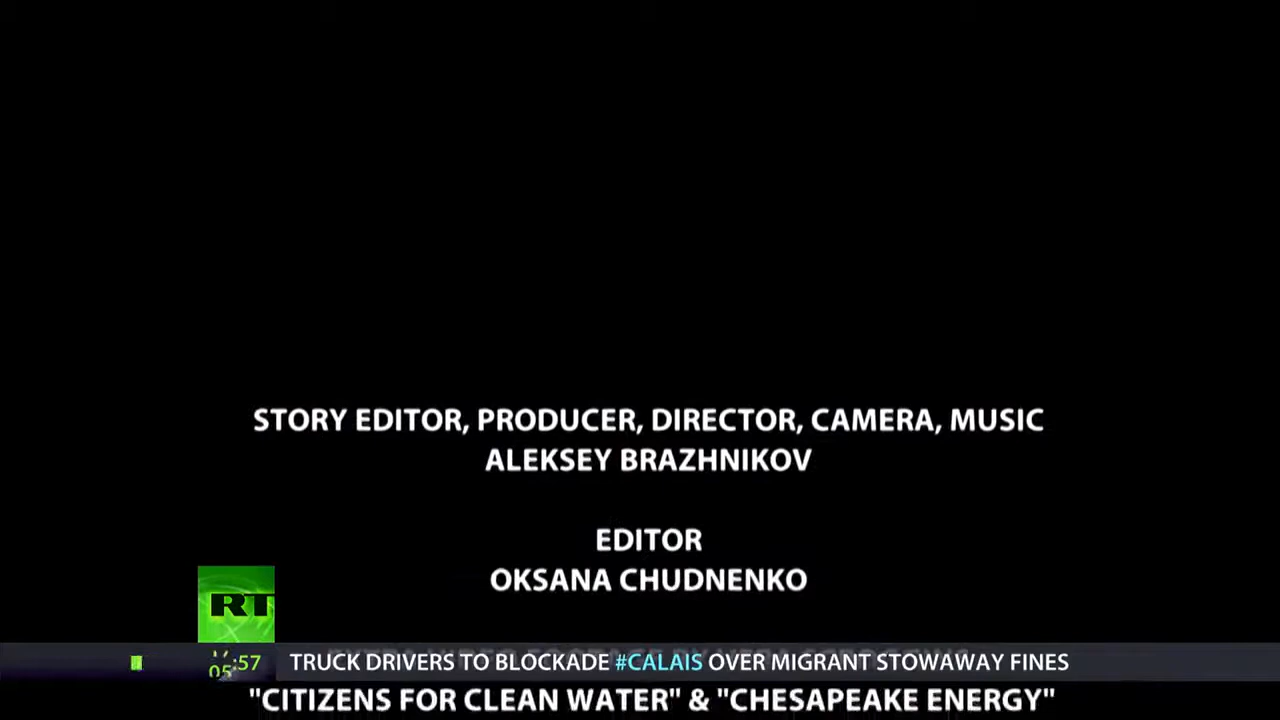 STORY EDITOR, PRODUCER, DIRECTOR, CAMERA, MUSIC
ALEKSEY BRAZHNIKOV
EDITOR
OKSANA CHUDNENKO
RT
:57 TRUCK DRIVERS TO BLOCKADE #CALAIS OVER MIGRANT STOWAWAY FINES
"CITIZENS FOR CLEAN WATER" & "CHESAPEAKE ENERGY"